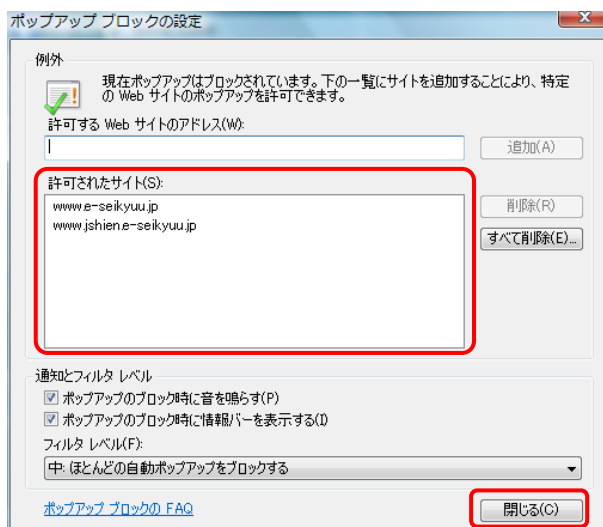 ポップアップ ブロックの設定
例外
現在ポップアップはブロックされています。下の一覧にサイトを追加することにより、特定
の Web サイトのポップアップを許可できます。
許可する Web サイトのアドレス(W):
追加(A)
許可されたサイト(S):
www.e-seikyuu.jp
www.jshien.e-seikyuu.jp
削除(R)
すべて削除(E)...
通知とフィルタ レベル
ポップアップのブロック時に音を鳴らす(P)
ポップアップのブロック時に情報バーを表示する(I)
フィルタ レベル(F):
中: ほとんどの自動ポップアップをブロックする
ポップアップ ブロックの FAQ
閉じる(C)